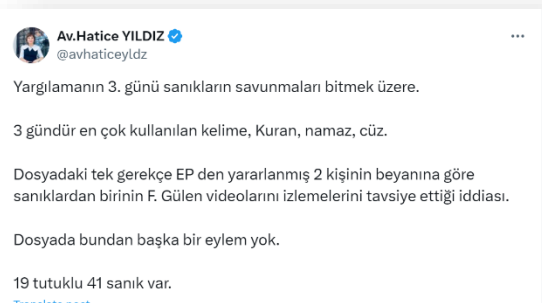 Av.Hatice YILDIZ
@avhaticeyldz
Yargılamanın 3. günü sanıkların savunmaları bitmek üzere.
3 gündür en çok kullanılan kelime, Kuran, namaz, cüz.
Dosyadaki tek gerekçe EP den yararlanmış 2 kişinin beyanına göre
sanıklardan birinin F. Gülen videolarını izlemelerini tavsiye ettiği iddiası.
Dosyada bundan başka bir eylem yok.
19 tutuklu 41 sanık var.